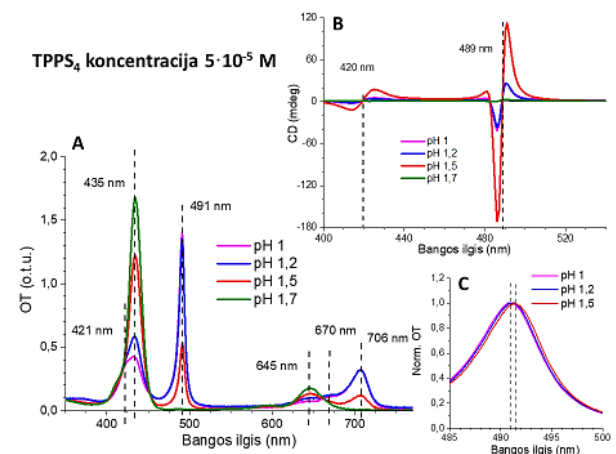 TPPS₄ koncentracija 5·10⁻⁵ M
B
120
60
0
-60
-120
-180
CD (mdeg)
420 nm
489 nm
pH 1
pH 1,2
pH 1,5
pH 1,7
400
440
480
520
Bangos ilgis (nm)
A
2,0
1,5
1,0
0,5
0,0
OT (o.t.u.)
435 nm
491 nm
421 nm
645 nm
670 nm
706 nm
pH 1
pH 1,2
pH 1,5
pH 1,7
400
500
600
700
Bangos ilgis (nm)
C
1,4
1,2
1,0
0,8
0,6
0,4
0,2
0,0
Norm. OT
pH 1
pH 1,2
pH 1,5
485
490
495
500
Bangos ilgis (nm)